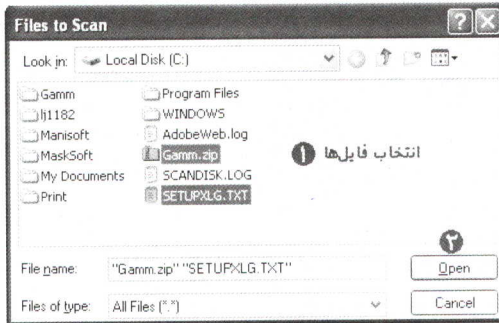 Files to Scan
Look in: Local Disk (C:)
Gamm Program Files
lj1182 WINDOWS
Manisoft AdobeWeb.log
MaskSoft Gamm.zip ۱ انتخاب فایل‌ها
My Documents SCANDISK.LOG
Print SETUPXLG.TXT
۲
File name: "Gamm.zip" "SETUPXLG.TXT" Open
Files of type: All Files (*.*) Cancel